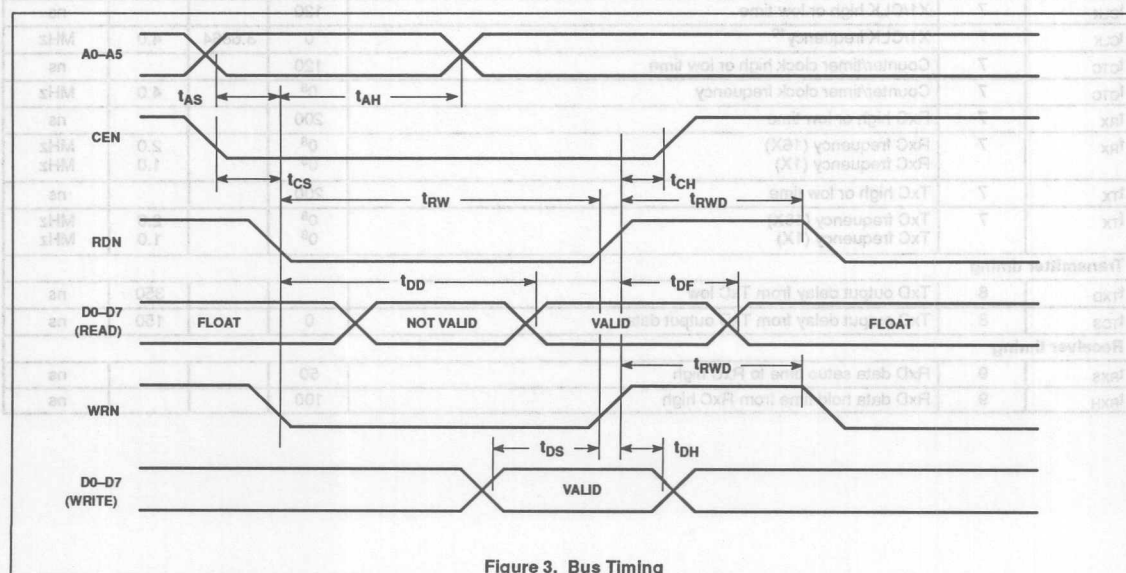 A0–A5
tAS
tAH
CEN
tCS
tCH
tRW
tRWD
RDN
tDD
tDF
D0–D7
(READ)
FLOAT
NOT VALID
VALID
FLOAT
tRWD
WRN
tDS
tDH
D0–D7
(WRITE)
VALID
Figure 3. Bus Timing